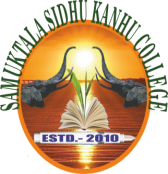 SAMUKTALA SIDHU KANHU COLLEGE
ESTD.- 2010